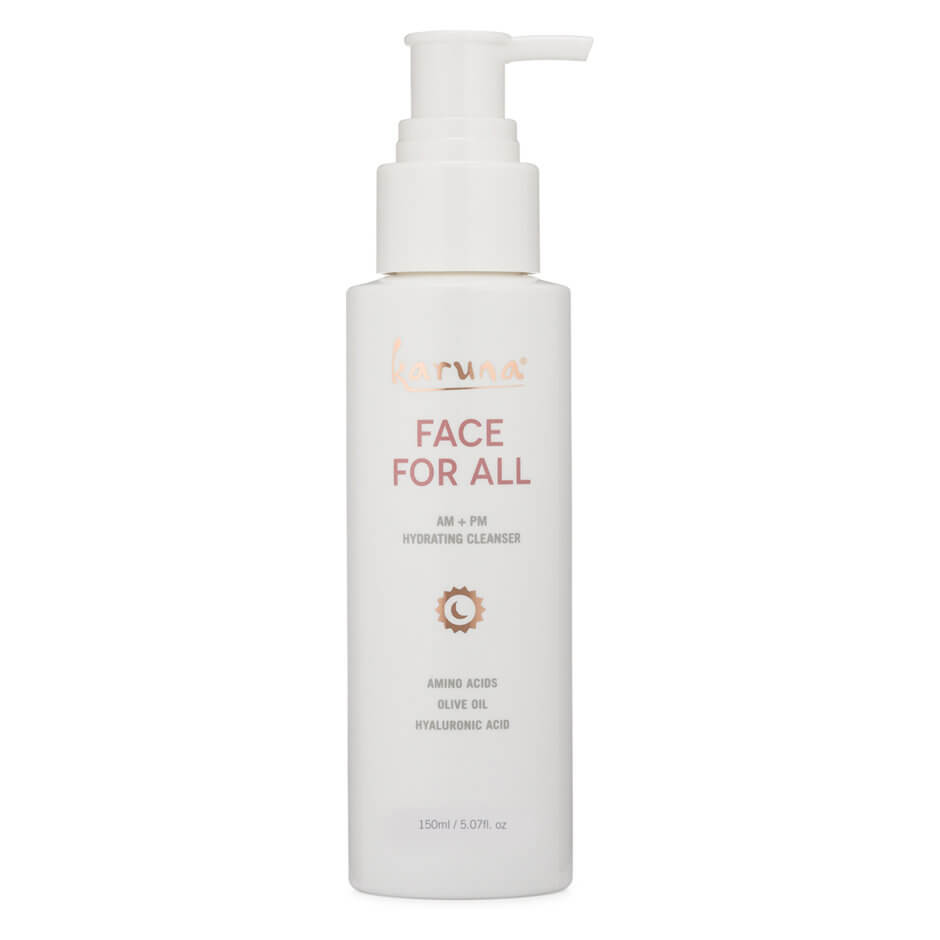 karuna®
FACE
FOR ALL
AM + PM
HYDRATING CLEANSER
AMINO ACIDS
OLIVE OIL
HYALURONIC ACID
150ml / 5.07fl. oz